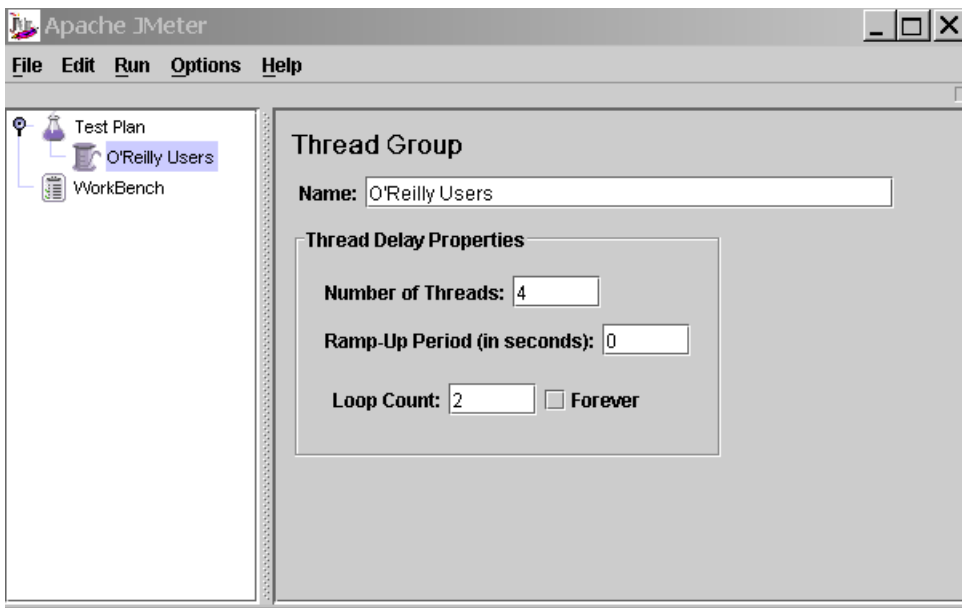 Apache JMeter
File Edit Run Options Help
Test Plan
O'Reilly Users
WorkBench
Thread Group
Name: O'Reilly Users
Thread Delay Properties
Number of Threads: 4
Ramp-Up Period (in seconds): 0
Loop Count: 2 Forever